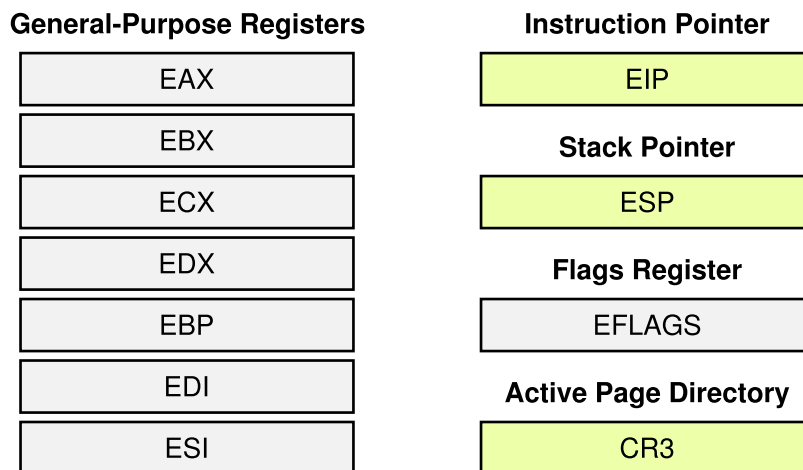 General-Purpose Registers
EAX
EBX
ECX
EDX
EBP
EDI
ESI
Instruction Pointer
EIP
Stack Pointer
ESP
Flags Register
EFLAGS
Active Page Directory
CR3